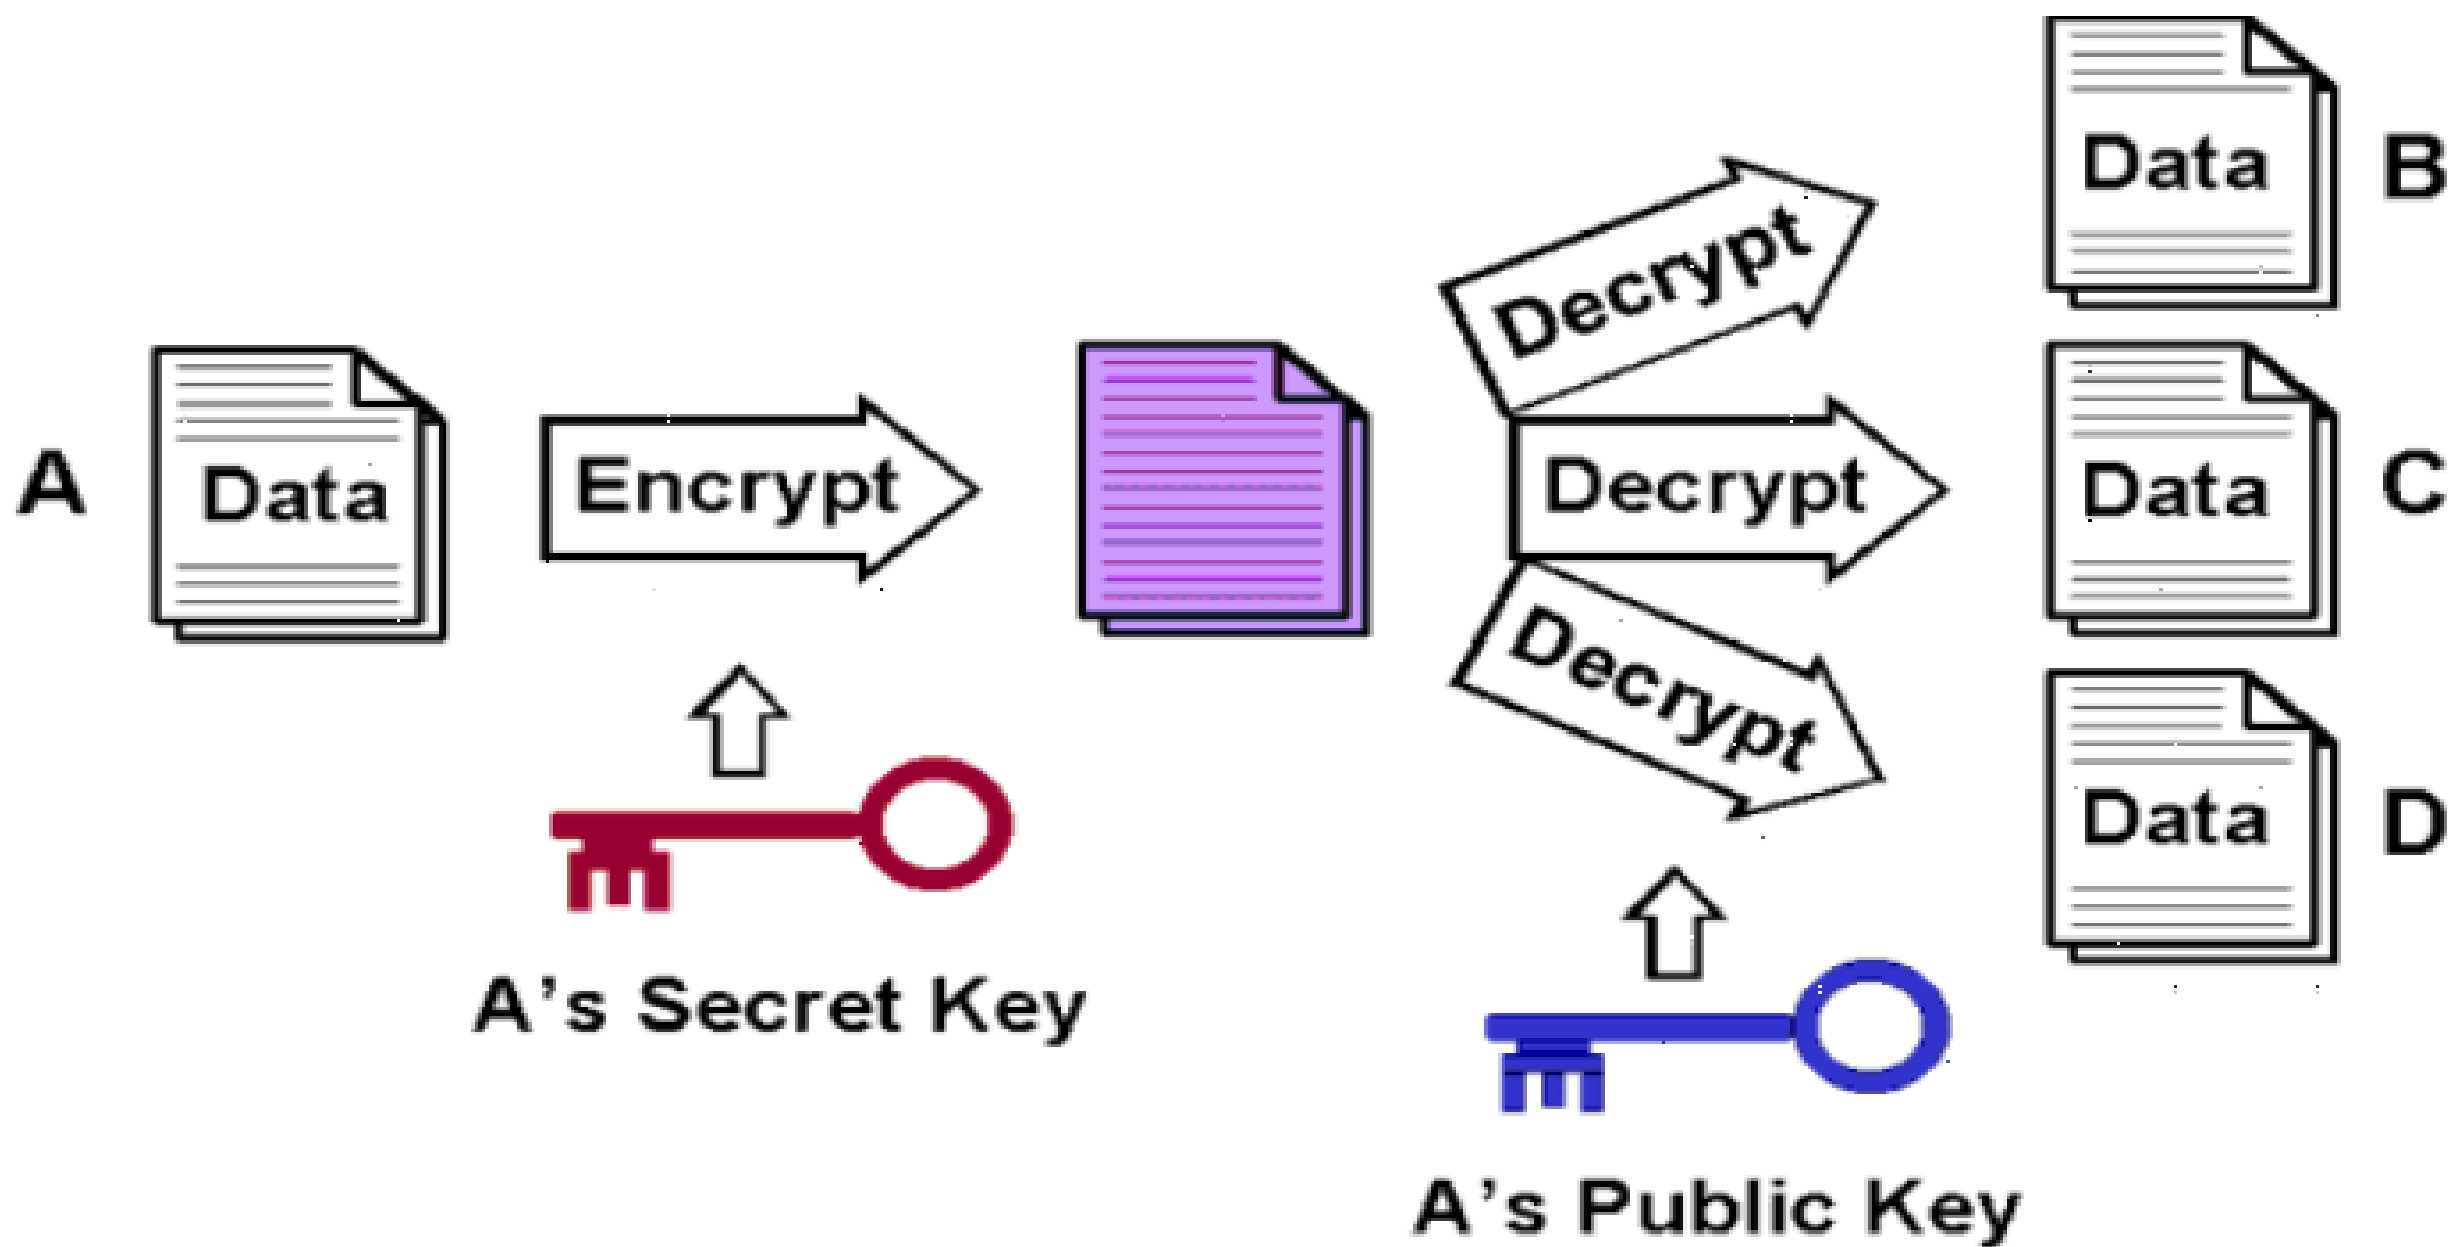 A
Data
Encrypt
A's Secret Key
Decrypt
Decrypt
Decrypt
A's Public Key
Data
B
Data
C
Data
D